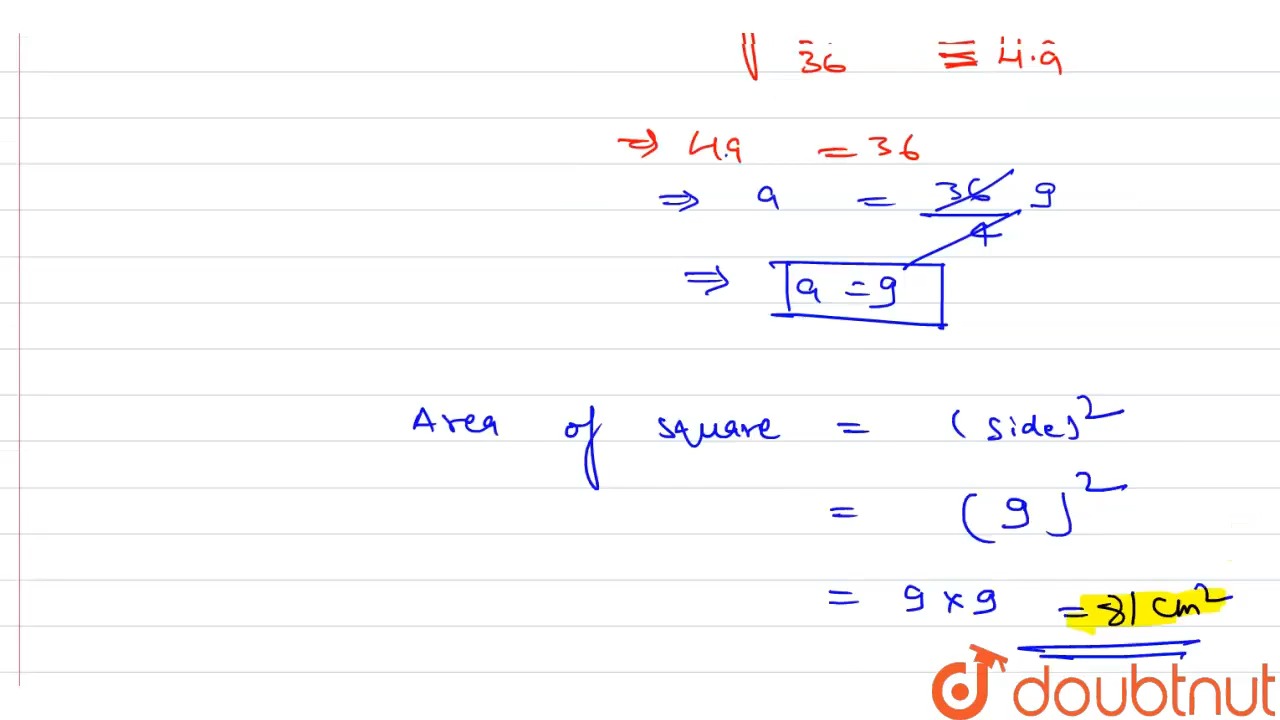 36 = 4.a
⇒ 4.a = 36
⇒ a = 36/4 9
⇒ a = 9
Area of square = (side)²
= (9)²
= 9 × 9 = 81 cm²
doubtnut